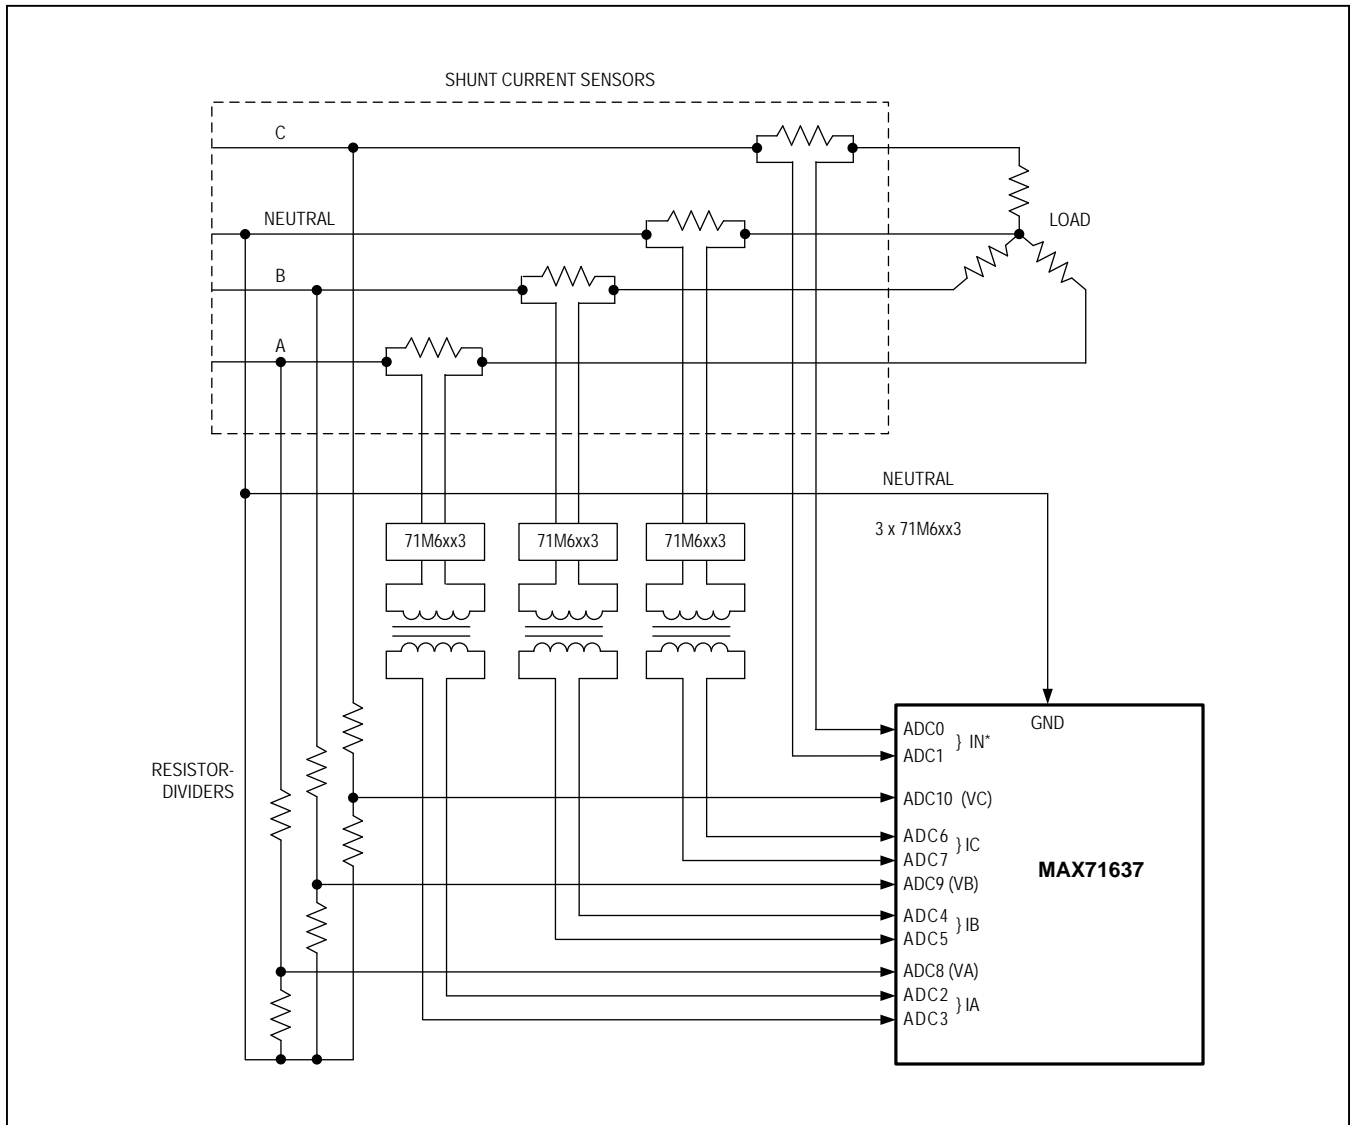 SHUNT CURRENT SENSORS
C
NEUTRAL
LOAD
B
A
NEUTRAL
3 x 71M6xx3
71M6xx3
71M6xx3
71M6xx3
GND
ADC0
} IN*
ADC1
RESISTOR-
DIVIDERS
ADC10 (VC)
ADC6
} IC
ADC7
MAX71637
ADC9 (VB)
ADC4
} IB
ADC5
ADC8 (VA)
ADC2
} IA
ADC3